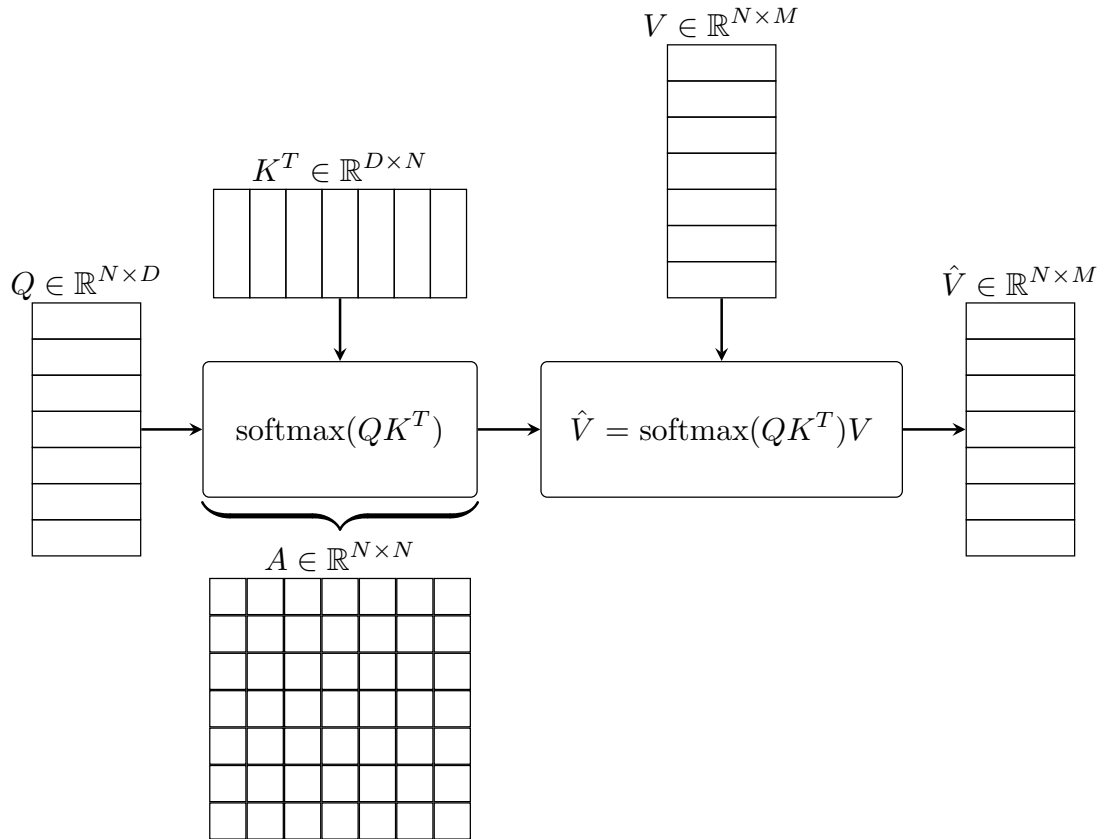 V ∈ ℝ^{N×M}
K^T ∈ ℝ^{D×N}
Q ∈ ℝ^{N×D}
V̂ ∈ ℝ^{N×M}
softmax(QK^T)
V̂ = softmax(QK^T)V
A ∈ ℝ^{N×N}